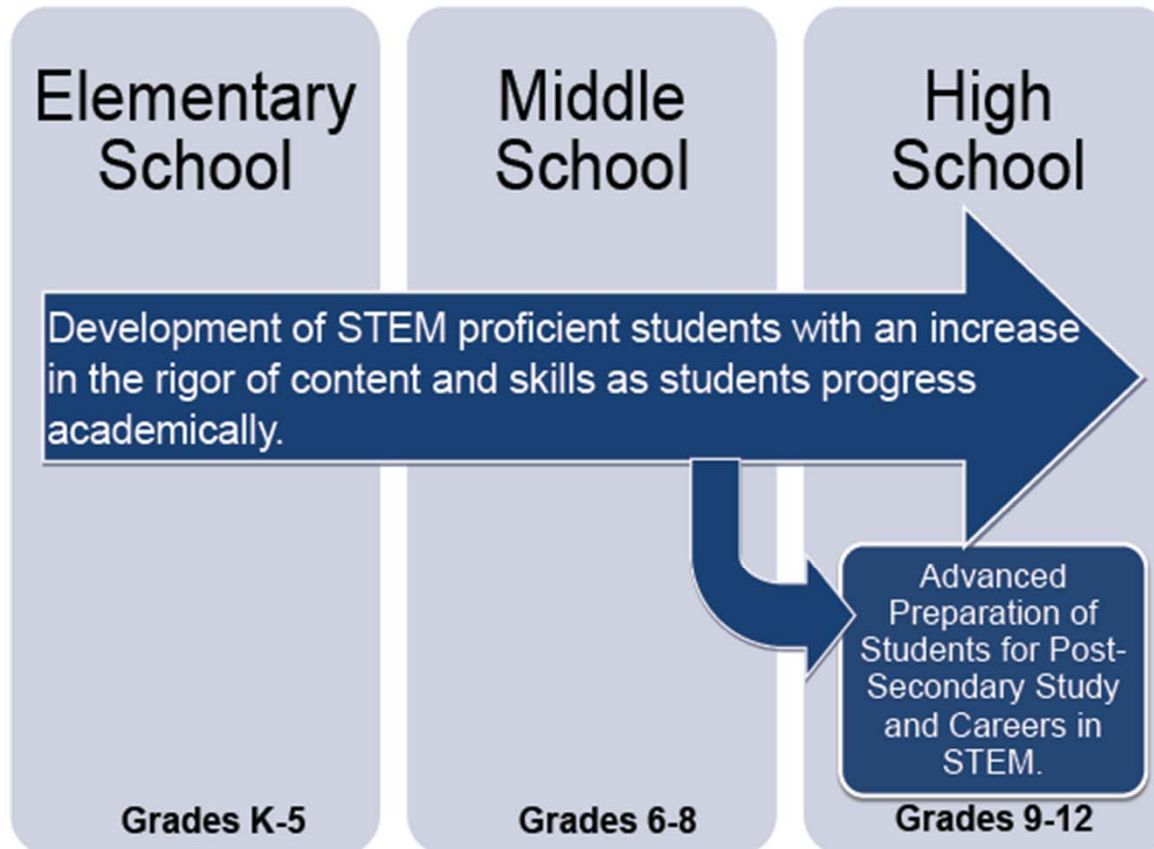 Elementary
School
Middle
School
High
School
Development of STEM proficient students with an increase
in the rigor of content and skills as students progress
academically.
Advanced
Preparation of
Students for Post-
Secondary Study
and Careers in
STEM.
Grades K-5
Grades 6-8
Grades 9-12